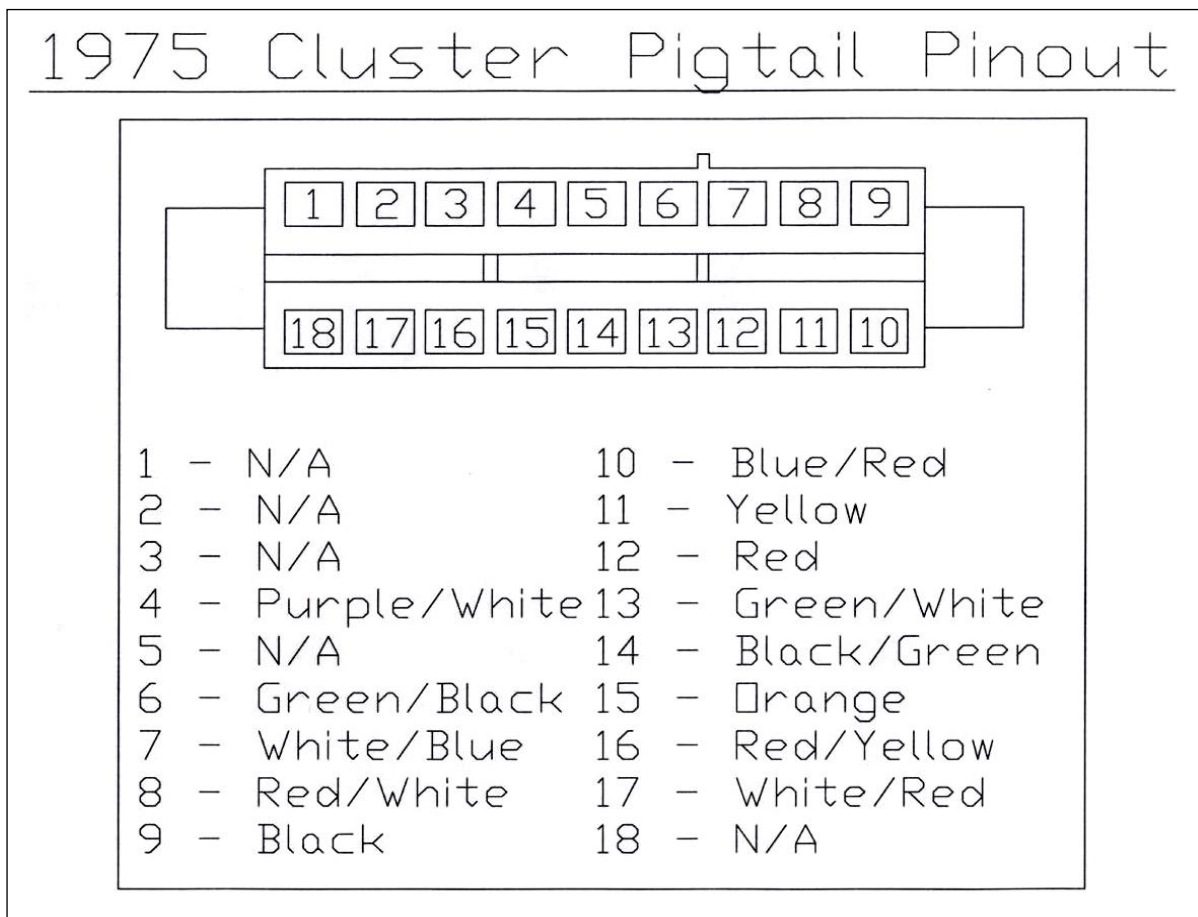 1975 Cluster Pigtail Pinout
1 2 3 4 5 6 7 8 9
18 17 16 15 14 13 12 11 10
1 - N/A
2 - N/A
3 - N/A
4 - Purple/White
5 - N/A
6 - Green/Black
7 - White/Blue
8 - Red/White
9 - Black
10 - Blue/Red
11 - Yellow
12 - Red
13 - Green/White
14 - Black/Green
15 - Orange
16 - Red/Yellow
17 - White/Red
18 - N/A